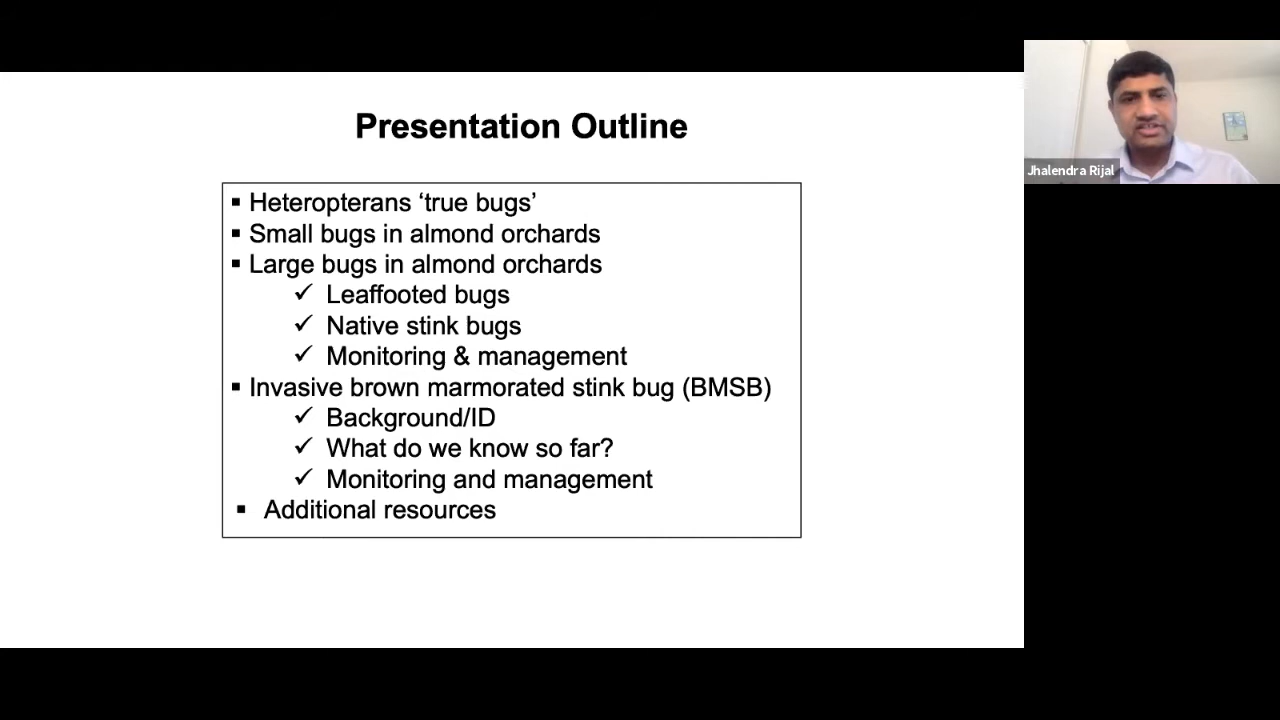 Presentation Outline
▪ Heteropterans ‘true bugs’
▪ Small bugs in almond orchards
▪ Large bugs in almond orchards
✓ Leaffooted bugs
✓ Native stink bugs
✓ Monitoring & management
▪ Invasive brown marmorated stink bug (BMSB)
✓ Background/ID
✓ What do we know so far?
✓ Monitoring and management
▪ Additional resources
Jhalendra Rijal